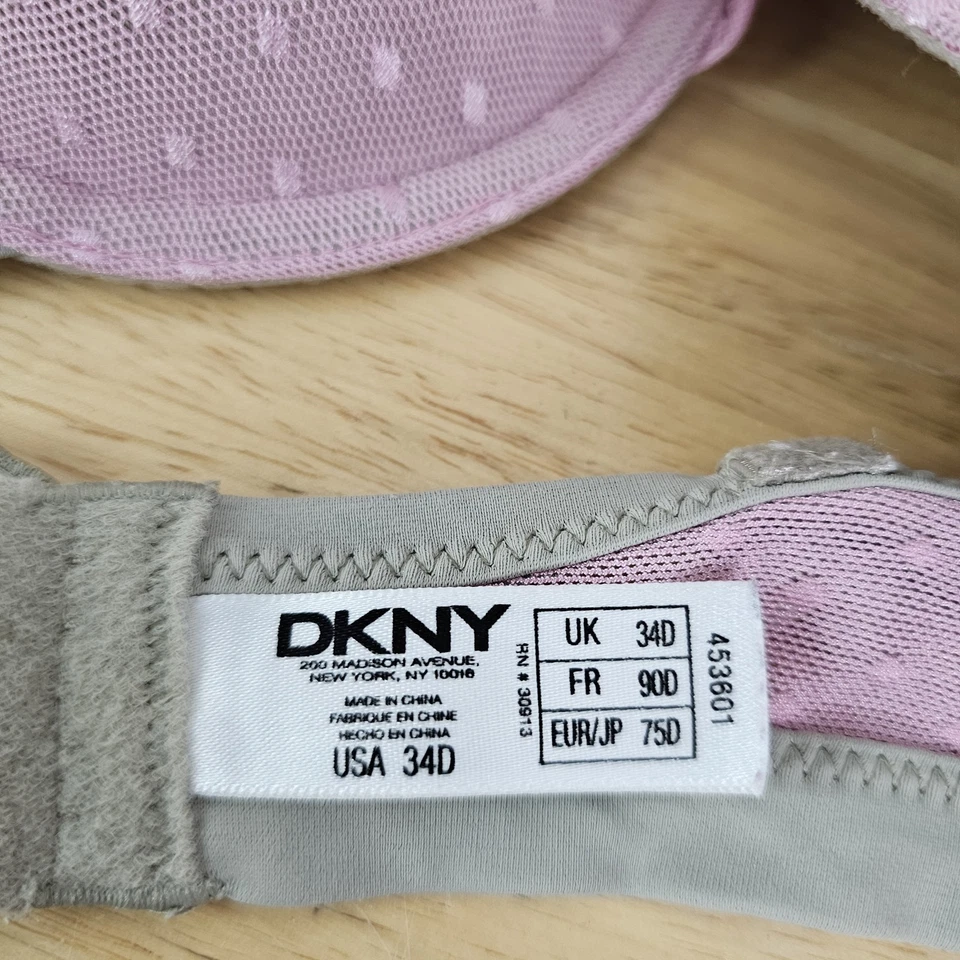 DKNY
200 MADISON AVENUE,
NEW YORK, NY 10016
MADE IN CHINA
FABRIQUE EN CHINE
HECHO EN CHINA
USA 34D
RN # 30913
UK 34D
FR 90D
EUR/JP 75D
453601